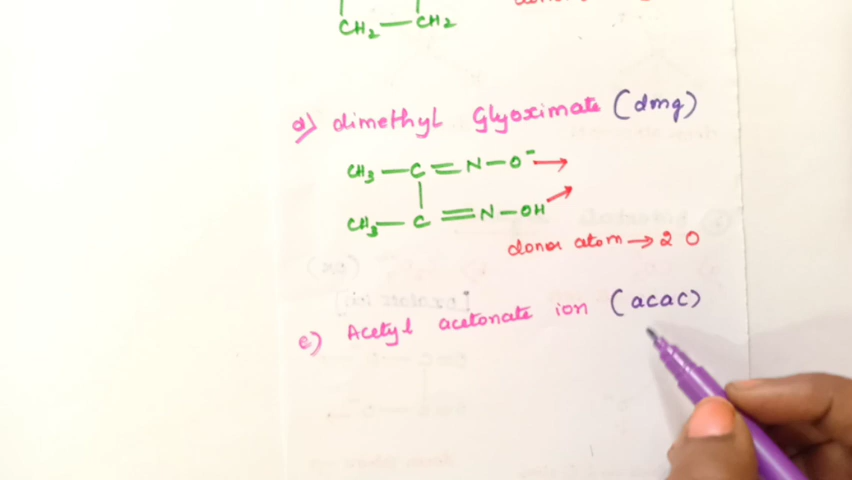 CH₂—CH₂
d) dimethyl Glyoximate (dmg)
CH₃—C=N—O⁻→
CH₃—C=N—OH
donor atom → 2 O
e) Acetyl acetonate ion (acac)